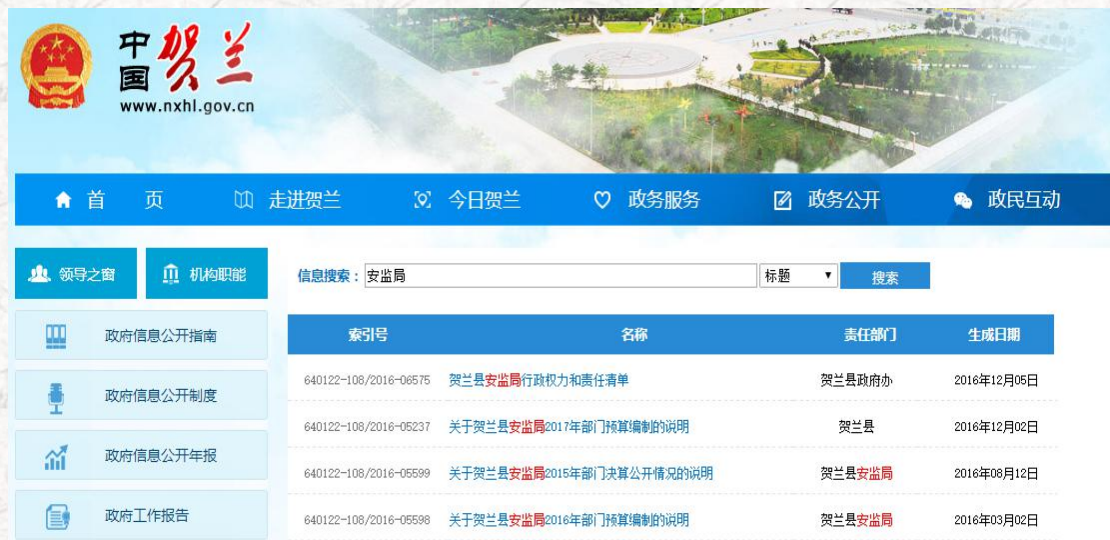 中国贺兰
www.nxhl.gov.cn
首 页 走进贺兰 今日贺兰 政务服务 政务公开 政民互动
领导之窗 机构职能
政府信息公开指南
政府信息公开制度
政府信息公开年报
政府工作报告
信息搜索：安监局 标题 ▼ 搜索
索引号 名称 责任部门 生成日期
640122-108/2016-06575 贺兰县安监局行政权力和责任清单 贺兰县政府办 2016年12月05日
640122-108/2016-05237 关于贺兰县安监局2017年部门预算编制的说明 贺兰县 2016年12月02日
640122-108/2016-05599 关于贺兰县安监局2015年部门决算公开情况的说明 贺兰县安监局 2016年08月12日
640122-108/2016-05598 关于贺兰县安监局2016年部门预算编制的说明 贺兰县安监局 2016年03月02日